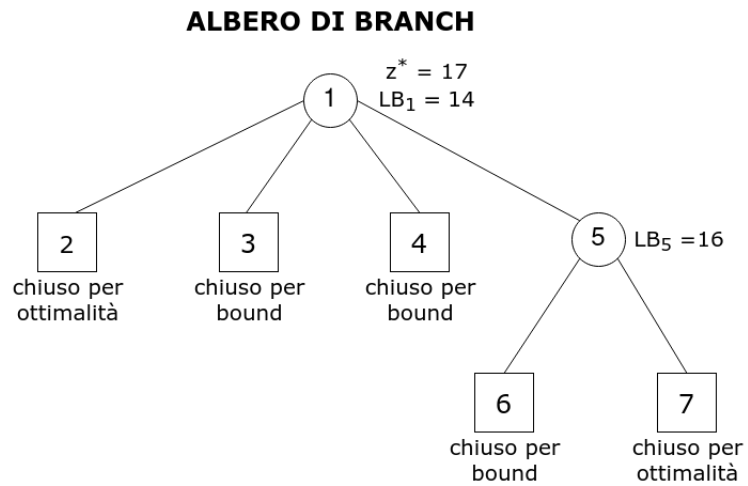 ALBERO DI BRANCH
z* = 17
1
LB₁ = 14
2
3
4
5
LB₅ =16
chiuso per
ottimalità
chiuso per
bound
chiuso per
bound
6
7
chiuso per
bound
chiuso per
ottimalità